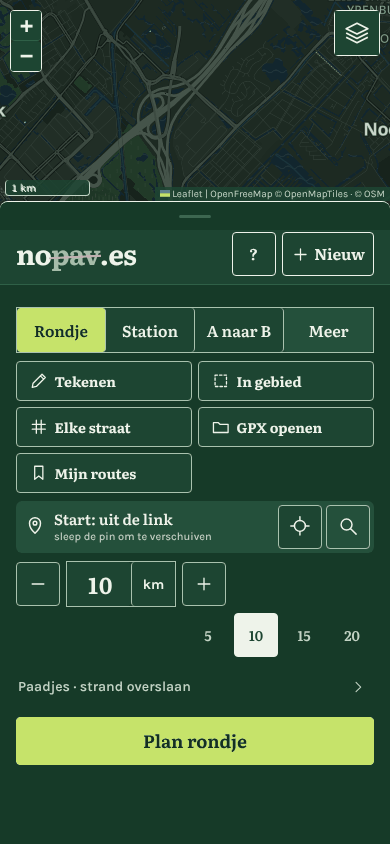 +
−
1 km
Leaflet | OpenFreeMap © OpenMapTiles · © OSM
nopav.es
?
+ Nieuw
Rondje
Station
A naar B
Meer
Tekenen
In gebied
Elke straat
GPX openen
Mijn routes
Start: uit de link
sleep de pin om te verschuiven
−
10
km
+
5
10
15
20
Paadjes · strand overslaan
Plan rondje